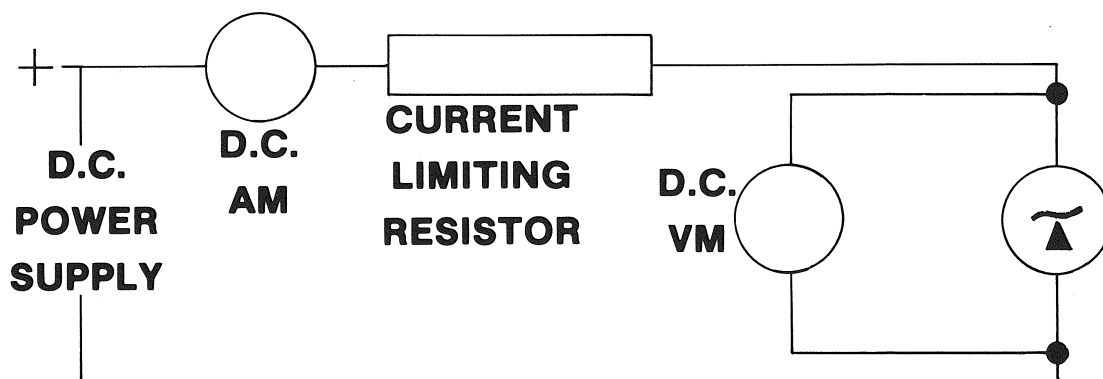 +
D.C.
POWER
SUPPLY
D.C.
AM
CURRENT
LIMITING
RESISTOR
D.C.
VM